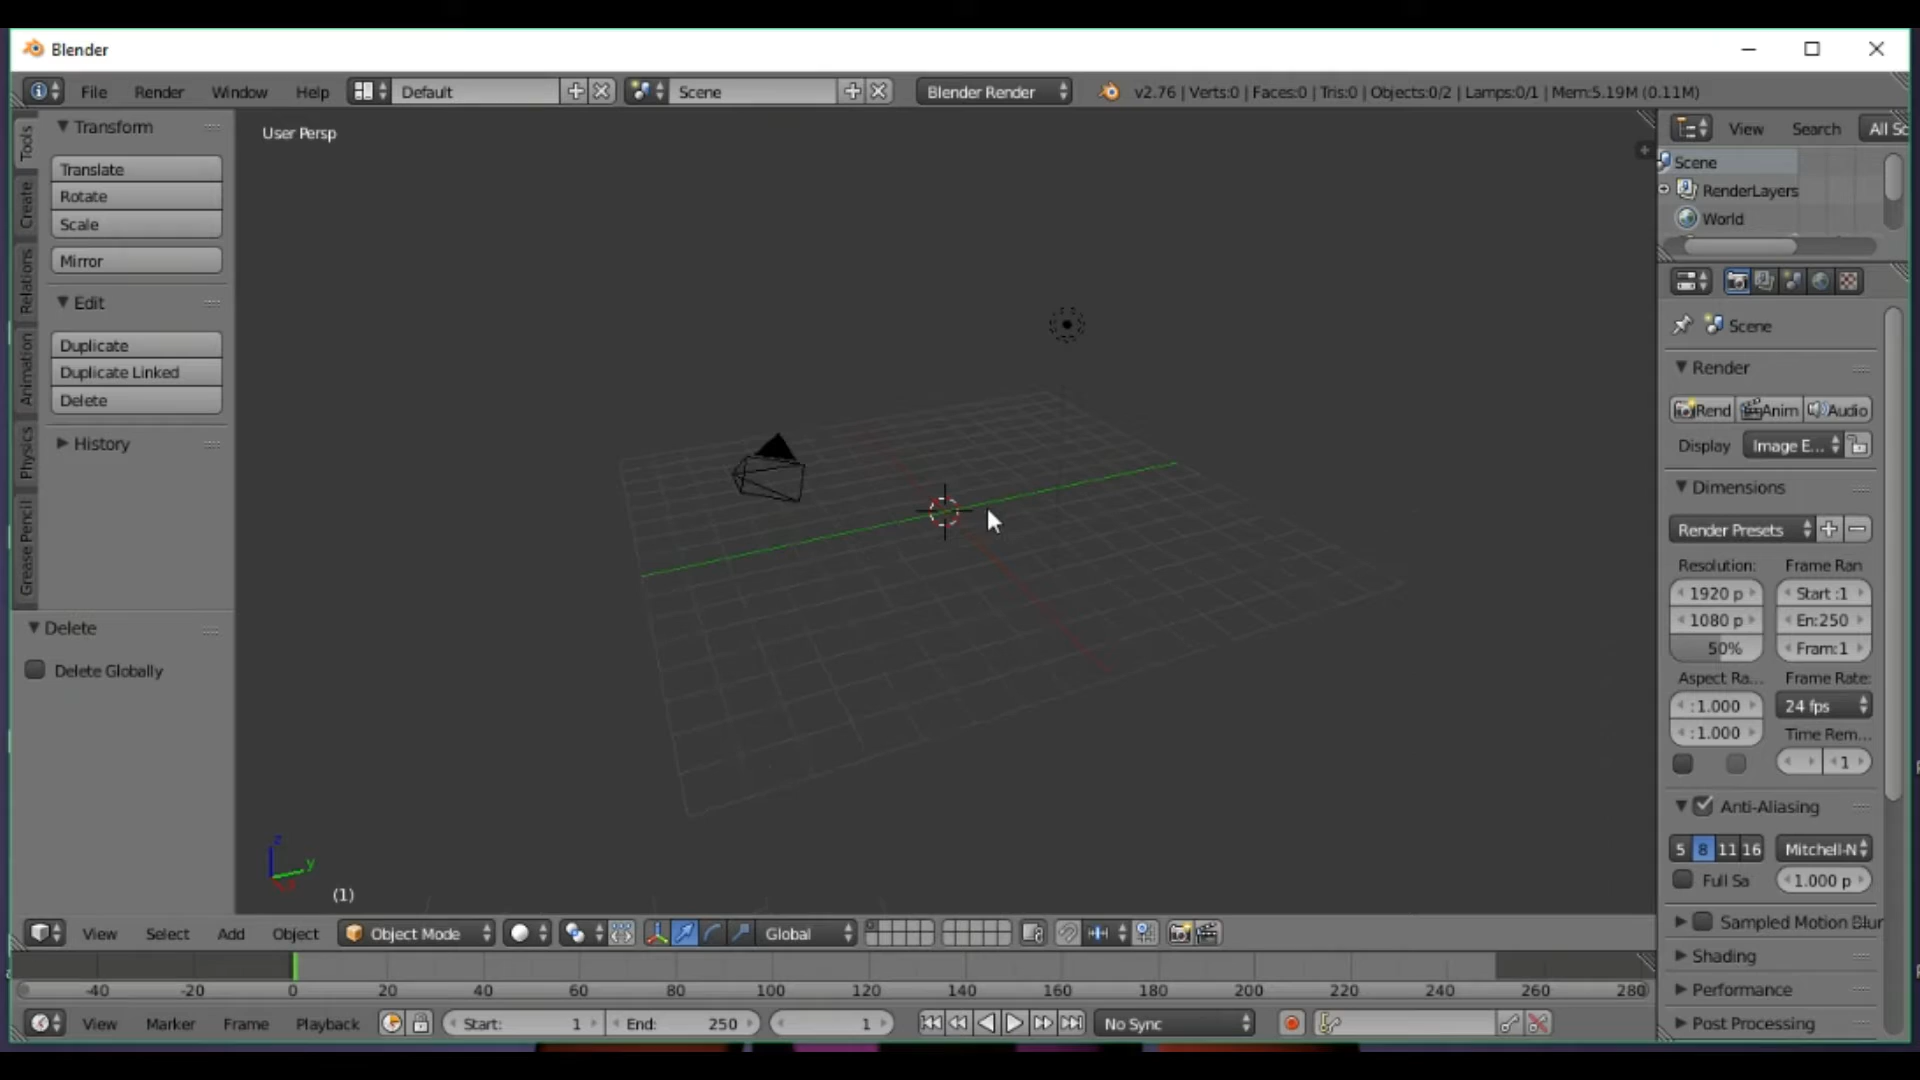 Blender
File Render Window Help Default Scene Blender Render v2.76 | Verts:0 | Faces:0 | Tris:0 | Objects:0/2 | Lamps:0/1 | Mem:5.19M (0.11M)
Tools
Create
Relations
Animation
Physics
Grease Pencil
Transform
Translate
Rotate
Scale
Mirror
Edit
Duplicate
Duplicate Linked
Delete
History
Delete
Delete Globally
User Persp
z
y
(1)
View Search All Sc
Scene
RenderLayers
World
Scene
Render
Rend Anim Audio
Display Image E...
Dimensions
Render Presets
Resolution: Frame Ran
1920 p Start :1
1080 p En:250
50% Fram:1
Aspect Ra... Frame Rate:
:1.000 24 fps
:1.000 Time Rem...
1
Anti-Aliasing
5 8 11 16 Mitchell-N
Full Sa 1.000 p
Sampled Motion Blur
Shading
Performance
Post Processing
View Select Add Object Object Mode Global
-40 -20 0 20 40 60 80 100 120 140 160 180 200 220 240 260 280
View Marker Frame Playback Start: 1 End: 250 1 No Sync